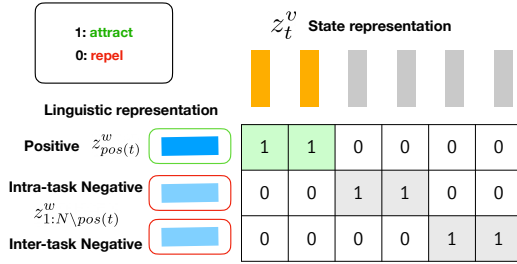 1: attract
0: repel
z_t^v State representation
Linguistic representation
Positive z_{pos(t)}^w
1 1 0 0 0 0
Intra-task Negative
0 0 1 1 0 0
z_{1:N\pos(t)}^w
Inter-task Negative
0 0 0 0 1 1